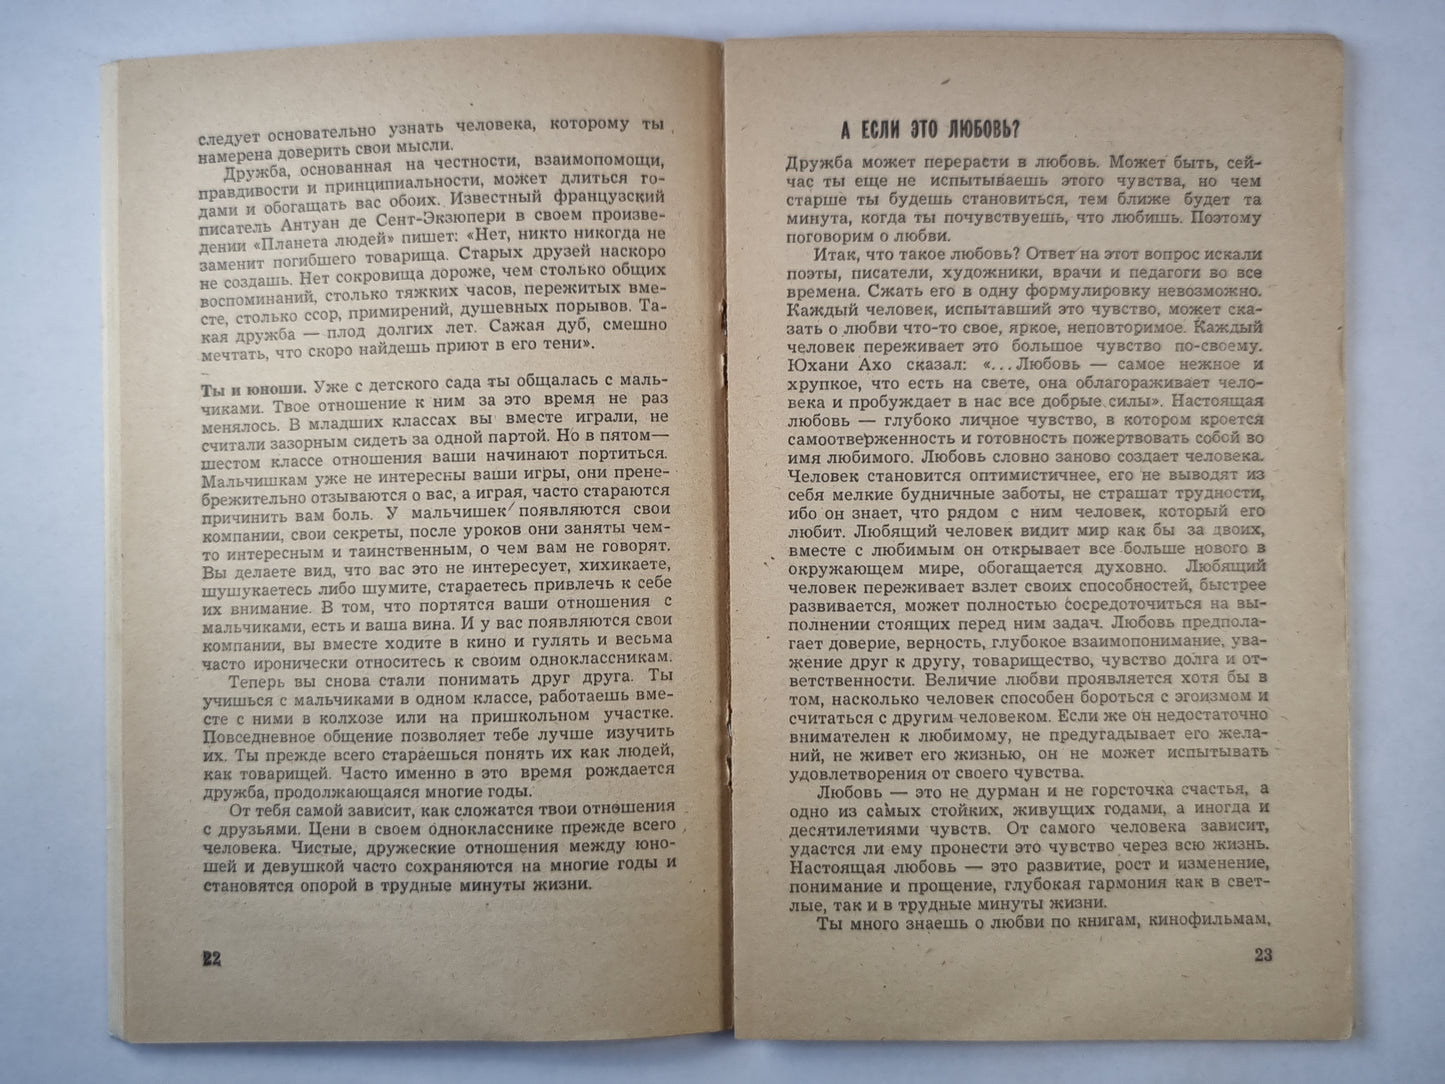 следует основательно узнать человека, которому ты
намерена доверить свои мысли.
Дружба, основанная на честности, взаимопомощи,
правдивости и принципиальности, может длиться го-
дами и обогащать вас обоих. Известный французский
писатель Антуан де Сент-Экзюпери в своем произве-
дении «Планета людей» пишет: «Нет, никто никогда не
заменит погибшего товарища. Старых друзей наскоро
не создашь. Нет сокровища дороже, чем столько общих
воспоминаний, столько тяжких часов, пережитых вме-
сте, столько ссор, примирений, душевных порывов. Та-
кая дружба — плод долгих лет. Сажая дуб, смешно
мечтать, что скоро найдешь приют в его тени».
Ты и юноши. Уже с детского сада ты общалась с маль-
чиками. Твое отношение к ним за это время не раз
менялось. В младших классах вы вместе играли, не
считали зазорным сидеть за одной партой. Но в пятом—
шестом классе отношения ваши начинают портиться.
Мальчишкам уже не интересны ваши игры, они прене-
брежительно отзываются о вас, а играя, часто стараются
причинить вам боль. У мальчишек появляются свои
компании, свои секреты, после уроков они заняты чем-
то интересным и таинственным, о чем вам не говорят.
Вы делаете вид, что вас это не интересует, хихикаете,
шушукаетесь либо шумите, стараетесь привлечь к себе
их внимание. В том, что портятся ваши отношения с
мальчиками, есть и ваша вина. И у вас появляются свои
компании, вы вместе ходите в кино и гулять и весьма
часто иронически относитесь к своим одноклассникам.
Теперь вы снова стали понимать друг друга. Ты
учишься с мальчиками в одном классе, работаешь вме-
сте с ними в колхозе или на пришкольном участке.
Повседневное общение позволяет тебе лучше изучить
их. Ты прежде всего стараешься понять их как людей,
как товарищей. Часто именно в это время рождается
дружба, продолжающаяся многие годы.
От тебя самой зависит, как сложатся твои отношения
с друзьями. Цени в своем однокласснике прежде всего
человека. Чистые, дружеские отношения между юно-
шей и девушкой часто сохраняются на многие годы и
становятся опорой в трудные минуты жизни.
22
А ЕСЛИ ЭТО ЛЮБОВЬ?
Дружба может перерасти в любовь. Может быть, сей-
час ты еще не испытываешь этого чувства, но чем
старше ты будешь становиться, тем ближе будет та
минута, когда ты почувствуешь, что любишь. Поэтому
поговорим о любви.
Итак, что такое любовь? Ответ на этот вопрос искали
поэты, писатели, художники, врачи и педагоги во все
времена. Сжать его в одну формулировку невозможно.
Каждый человек, испытавший это чувство, может ска-
зать о любви что-то свое, яркое, неповторимое. Каждый
человек переживает это большое чувство по-своему.
Юхани Ахо сказал: «...Любовь — самое нежное и
хрупкое, что есть на свете, она облагораживает чело-
века и пробуждает в нас все добрые силы». Настоящая
любовь — глубоко личное чувство, в котором кроется
самоотверженность и готовность пожертвовать собой во
имя любимого. Любовь словно заново создает человека.
Человек становится оптимистичнее, его не выводят из
себя мелкие будничные заботы, не страшат трудности,
ибо он знает, что рядом с ним человек, который его
любит. Любящий человек видит мир как бы за двоих,
вместе с любимым он открывает все больше нового в
окружающем мире, обогащается духовно. Любящий
человек переживает взлет своих способностей, быстрее
развивается, может полностью сосредоточиться на вы-
полнении стоящих перед ним задач. Любовь предпола-
гает доверие, верность, глубокое взаимопонимание, ува-
жение друг к другу, товарищество, чувство долга и от-
ветственности. Величие любви проявляется хотя бы в
том, насколько человек способен бороться с эгоизмом и
считаться с другим человеком. Если же он недостаточно
внимателен к любимому, не предугадывает его жела-
ний, не живет его жизнью, он не может испытывать
удовлетворения от своего чувства.
Любовь — это не дурман и не горсточка счастья, а
одно из самых стойких, живущих годами, а иногда и
десятилетиями чувств. От самого человека зависит,
удастся ли ему пронести это чувство через всю жизнь.
Настоящая любовь — это развитие, рост и изменение,
понимание и прощение, глубокая гармония как в свет-
лые, так и в трудные минуты жизни.
Ты много знаешь о любви по книгам, кинофильмам,
23